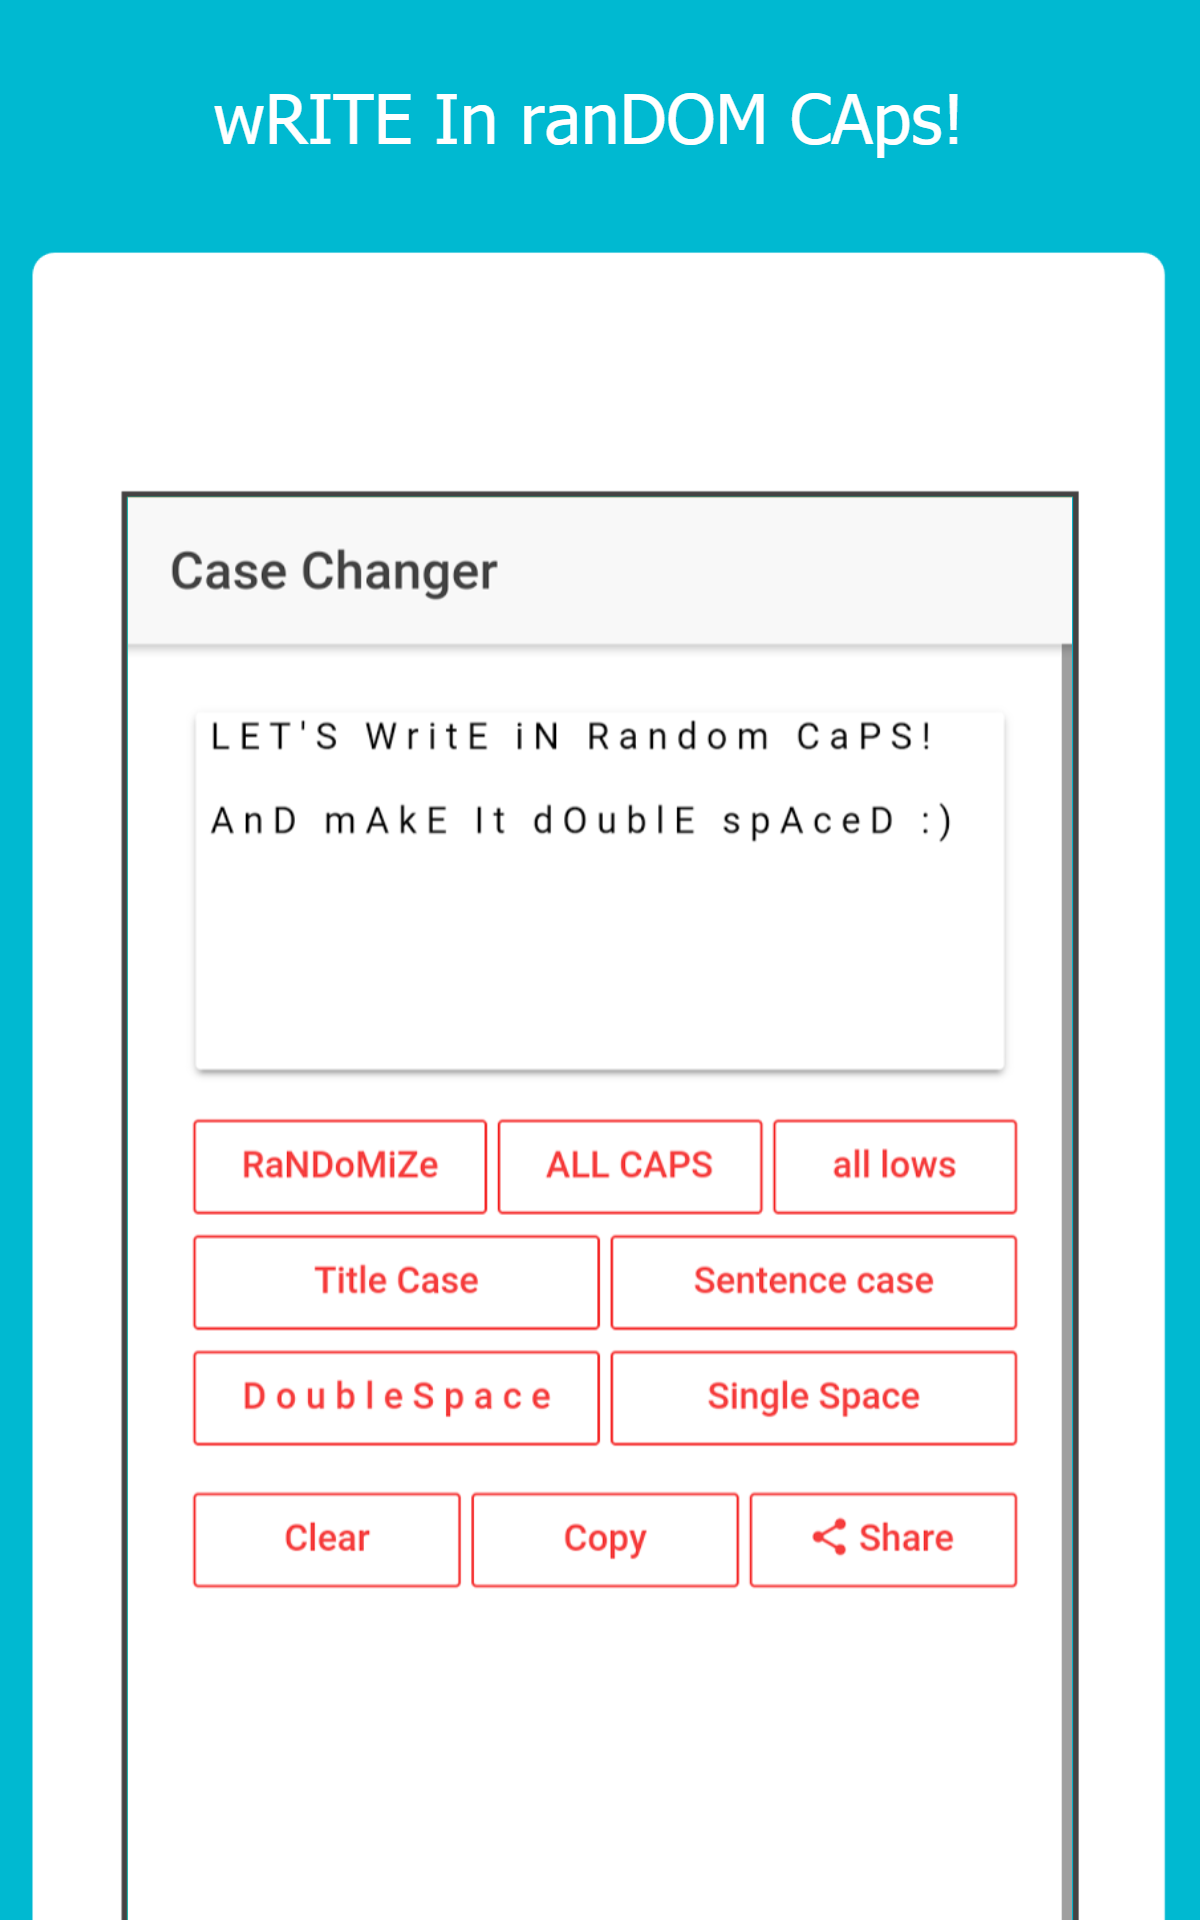 wRITE In ranDOM CAps!
Case Changer
L E T ' S  W r i t E  i N  R a n d o m  C a P S !
A n D  m A k E  I t  d O u b l E  s p A c e D  : )
RaNDoMiZe ALL CAPS all lows
Title Case Sentence case
D o u b l e S p a c e Single Space
Clear Copy Share